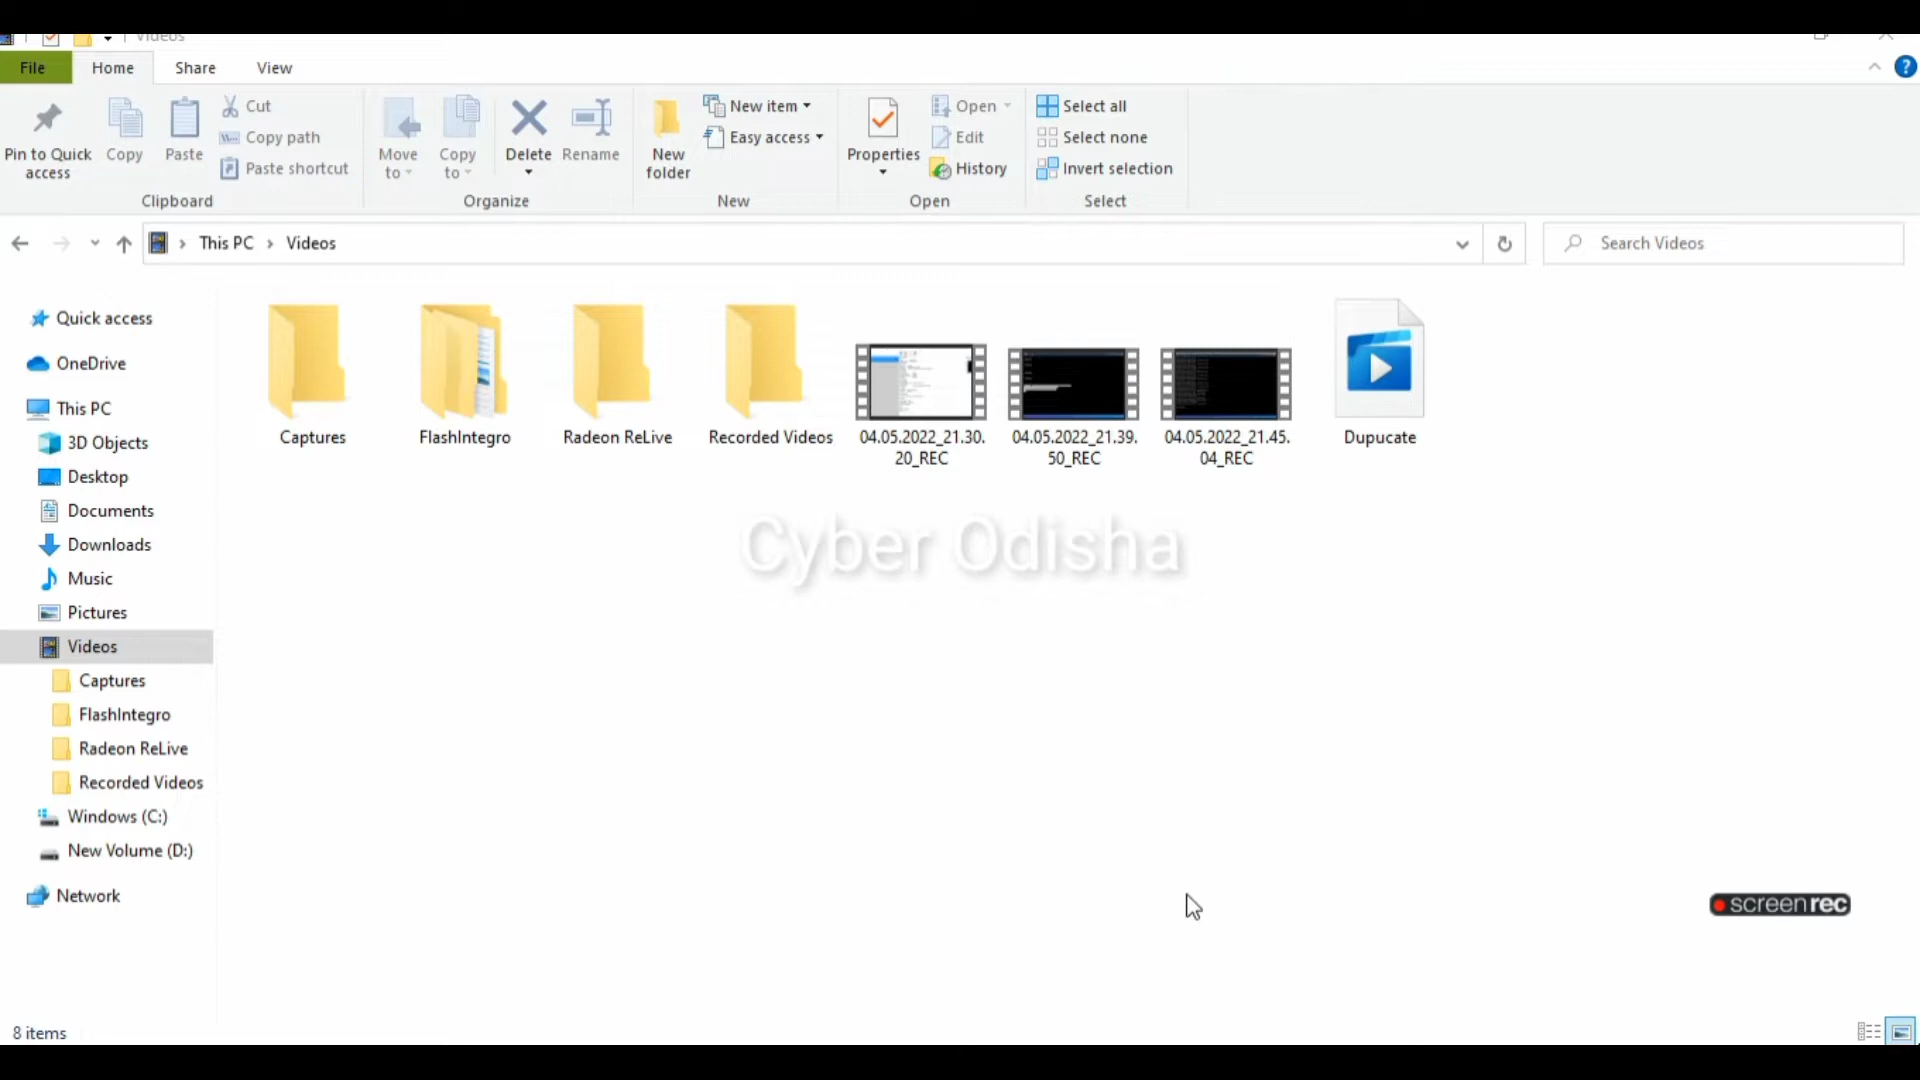 Videos
File Home Share View
Pin to Quick access
Copy
Paste
Cut
Copy path
Paste shortcut
Clipboard
Move to
Copy to
Delete
Rename
Organize
New folder
New item
Easy access
New
Properties
Open
Edit
History
Open
Select all
Select none
Invert selection
Select
This PC > Videos
Search Videos
Quick access
OneDrive
This PC
3D Objects
Desktop
Documents
Downloads
Music
Pictures
Videos
Captures
FlashIntegro
Radeon ReLive
Recorded Videos
Windows (C:)
New Volume (D:)
Network
Captures
FlashIntegro
Radeon ReLive
Recorded Videos
04.05.2022_21.30.
20_REC
04.05.2022_21.39.
50_REC
04.05.2022_21.45.
04_REC
Dupucate
Cyber Odisha
screenrec
8 items